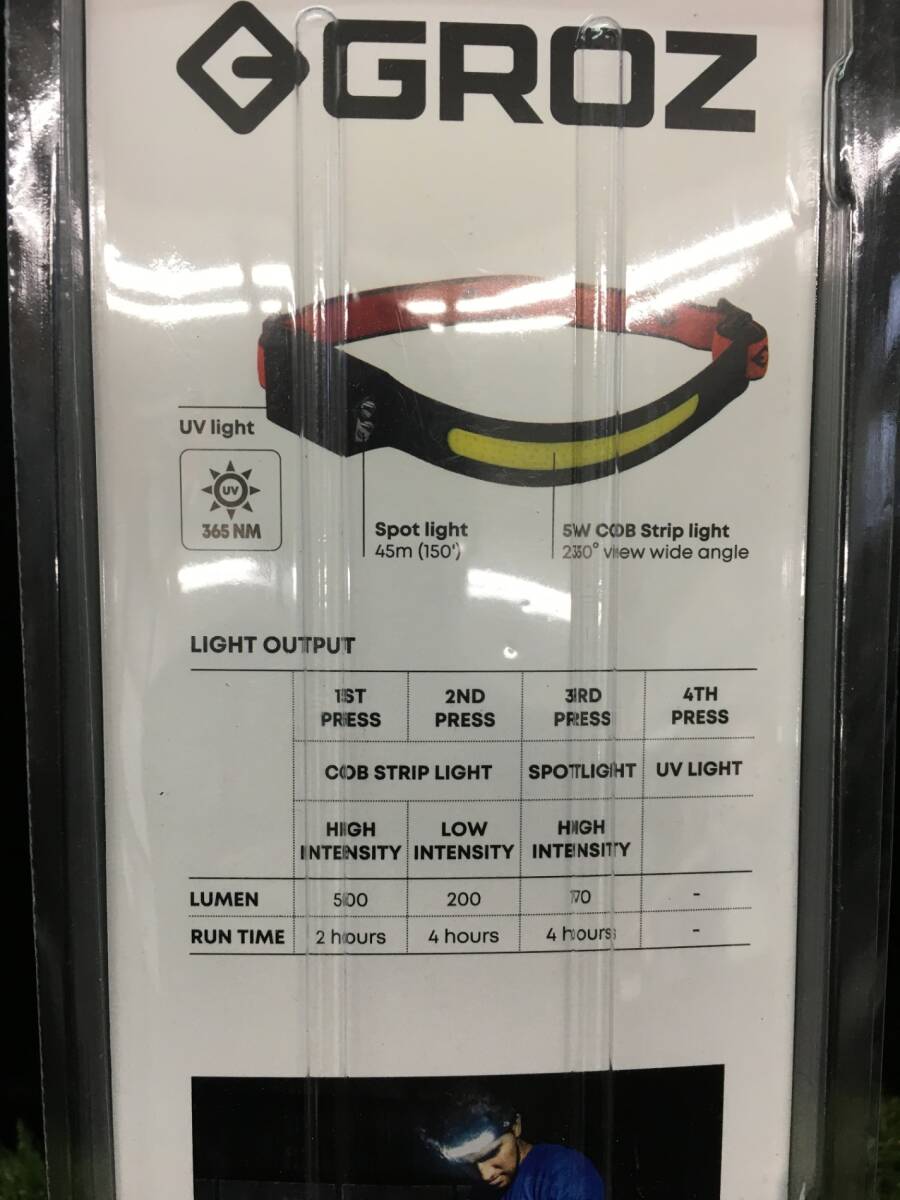 GROZ
UV light
UV
365 NM
Spot light
45m (150')
5W COB Strip light
230° view wide angle
LIGHT OUTPUT
1ST PRESS 2ND PRESS 3RD PRESS 4TH PRESS
COB STRIP LIGHT SPOTLIGHT UV LIGHT
HIGH INTENSITY LOW INTENSITY HIGH INTENSITY
LUMEN 500 200 70 -
RUN TIME 2 hours 4 hours 4 hours -